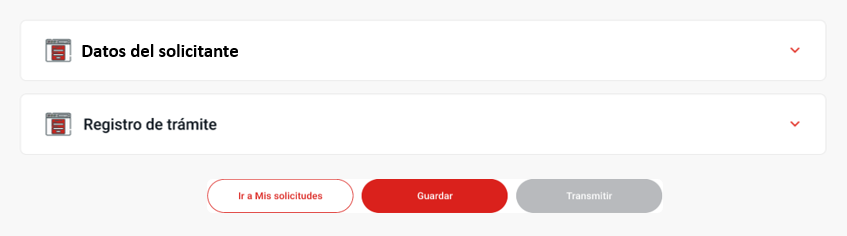 Datos del solicitante
Registro de trámite
Ir a Mis solicitudes Guardar Transmitir